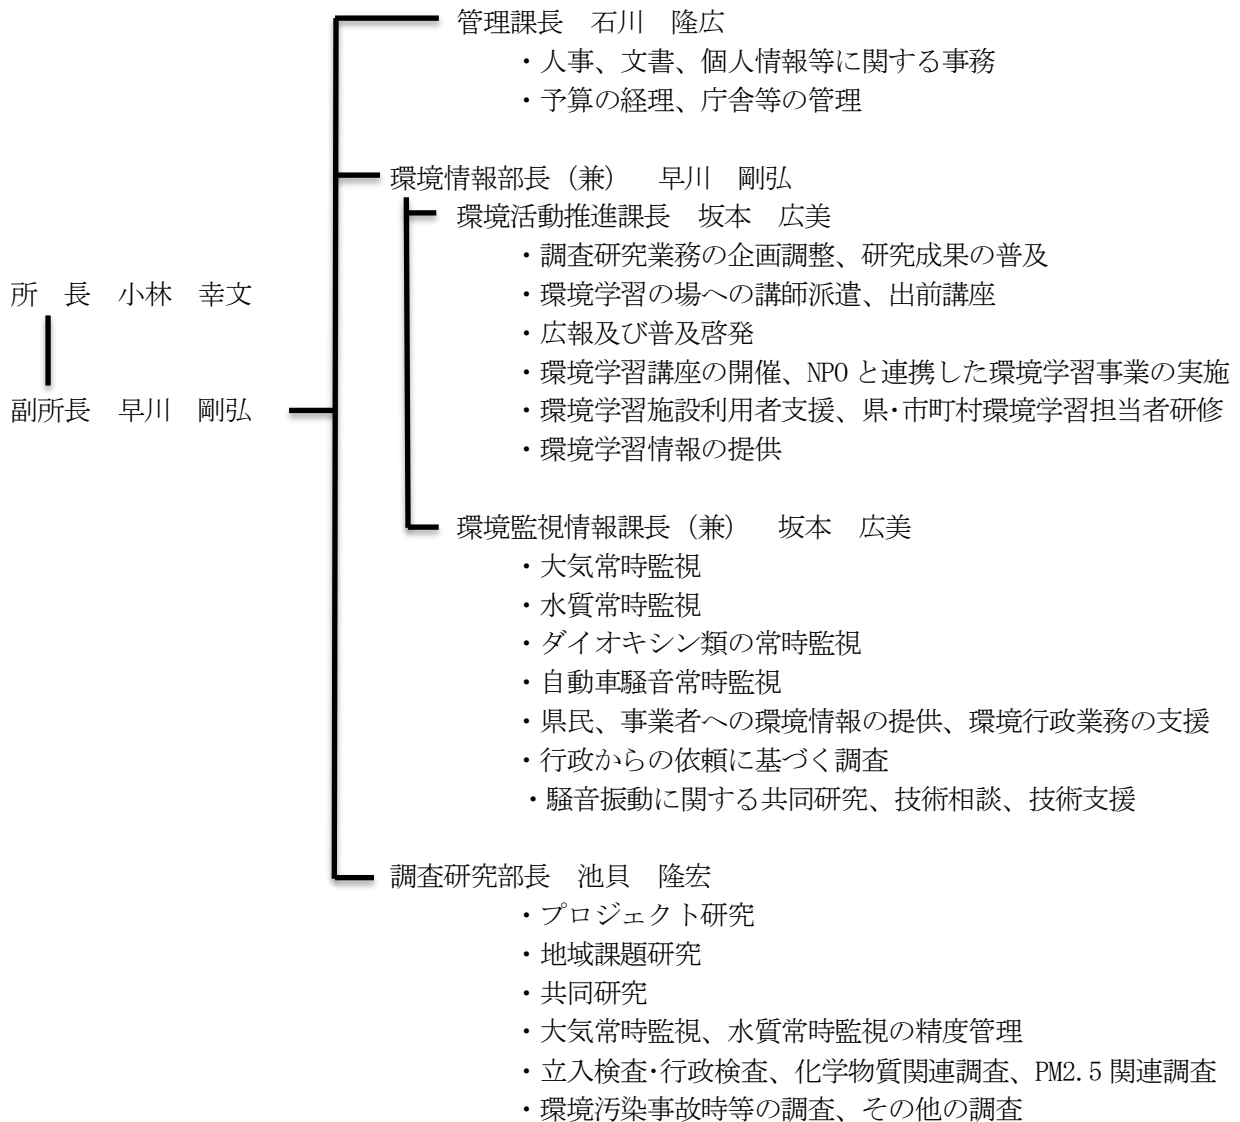 管理課長　石川　隆広
・人事、文書、個人情報等に関する事務
・予算の経理、庁舎等の管理
環境情報部長（兼）　早川　剛弘
環境活動推進課長　坂本　広美
・調査研究業務の企画調整、研究成果の普及
・環境学習の場への講師派遣、出前講座
・広報及び普及啓発
・環境学習講座の開催、NPOと連携した環境学習事業の実施
・環境学習施設利用者支援、県･市町村環境学習担当者研修
・環境学習情報の提供
所　長　小林　幸文
副所長　早川　剛弘
環境監視情報課長（兼）　坂本　広美
・大気常時監視
・水質常時監視
・ダイオキシン類の常時監視
・自動車騒音常時監視
・県民、事業者への環境情報の提供、環境行政業務の支援
・行政からの依頼に基づく調査
・騒音振動に関する共同研究、技術相談、技術支援
調査研究部長　池貝　隆宏
・プロジェクト研究
・地域課題研究
・共同研究
・大気常時監視、水質常時監視の精度管理
・立入検査･行政検査、化学物質関連調査、PM2.5関連調査
・環境汚染事故時等の調査、その他の調査